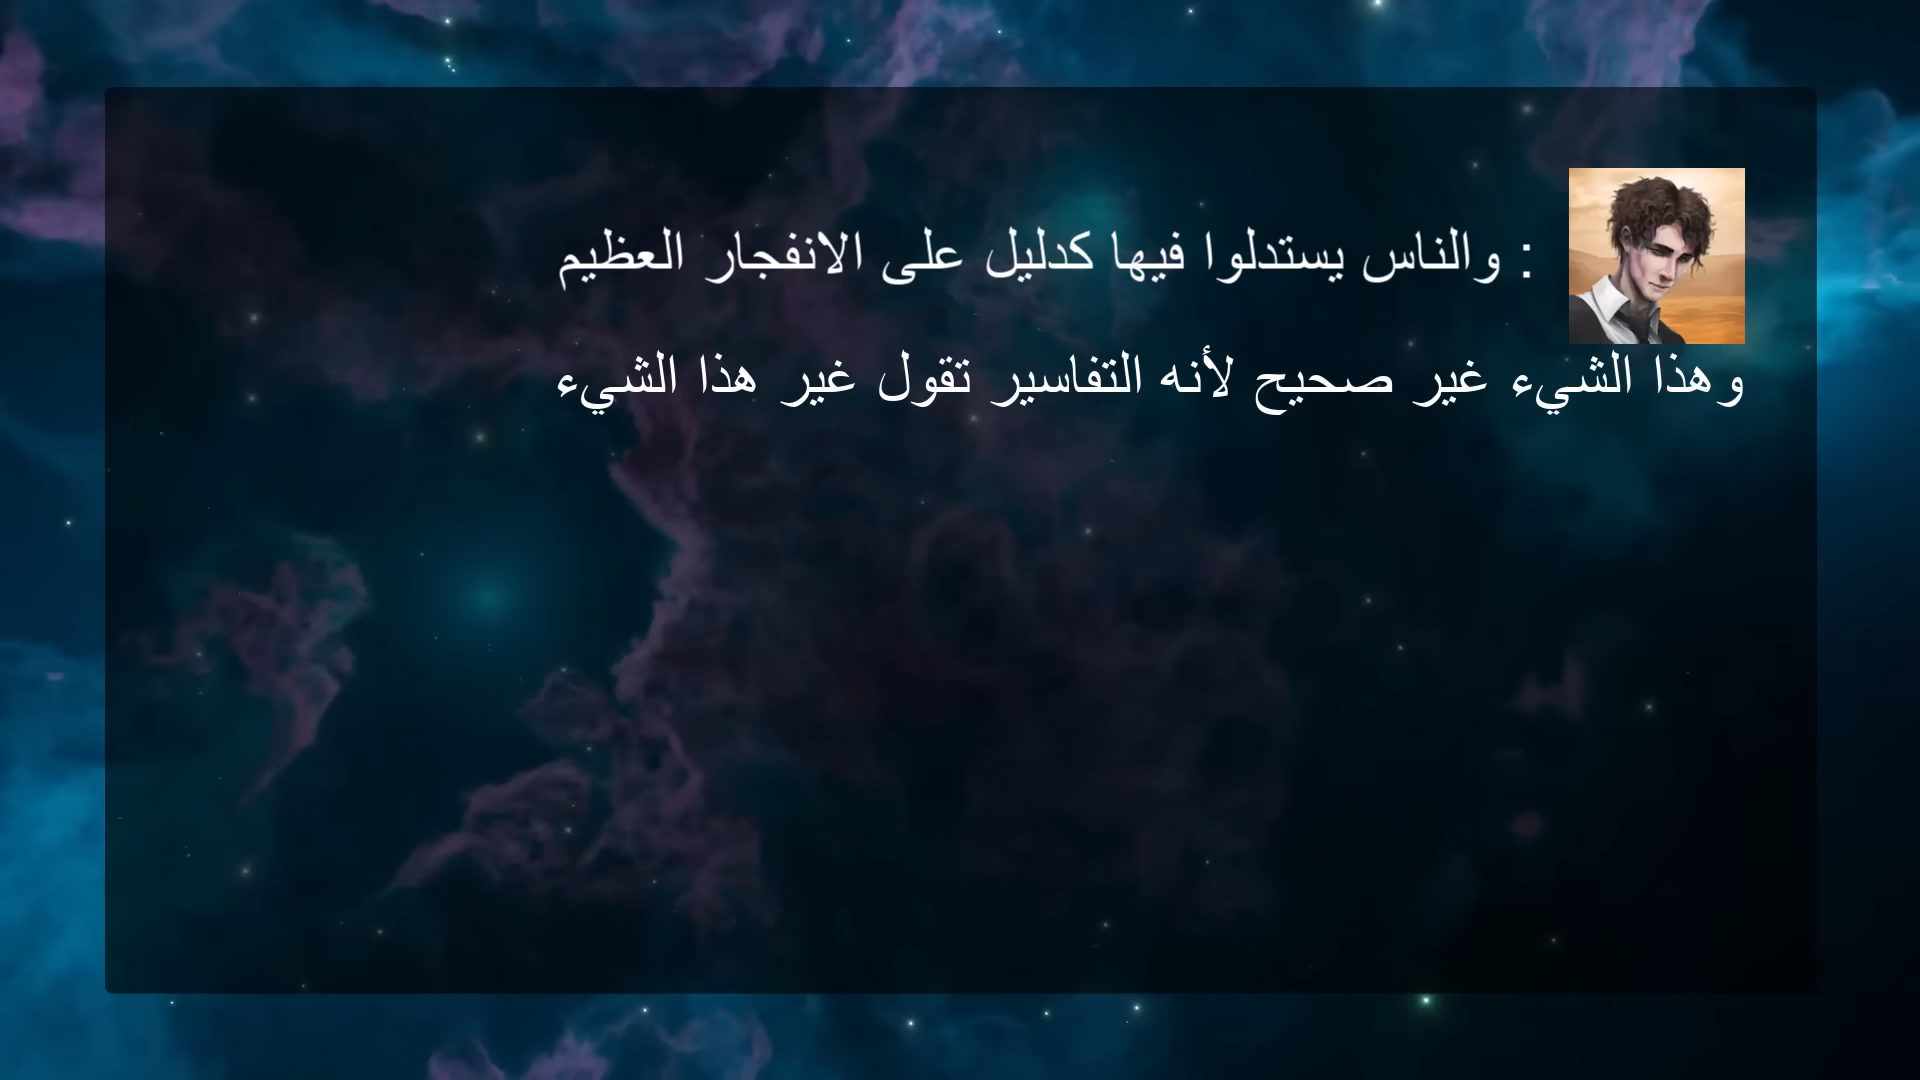 : والناس يستدلوا فيها كدليل على الانفجار العظيم
وهذا الشيء غير صحيح لأنه التفاسير تقول غير هذا الشيء